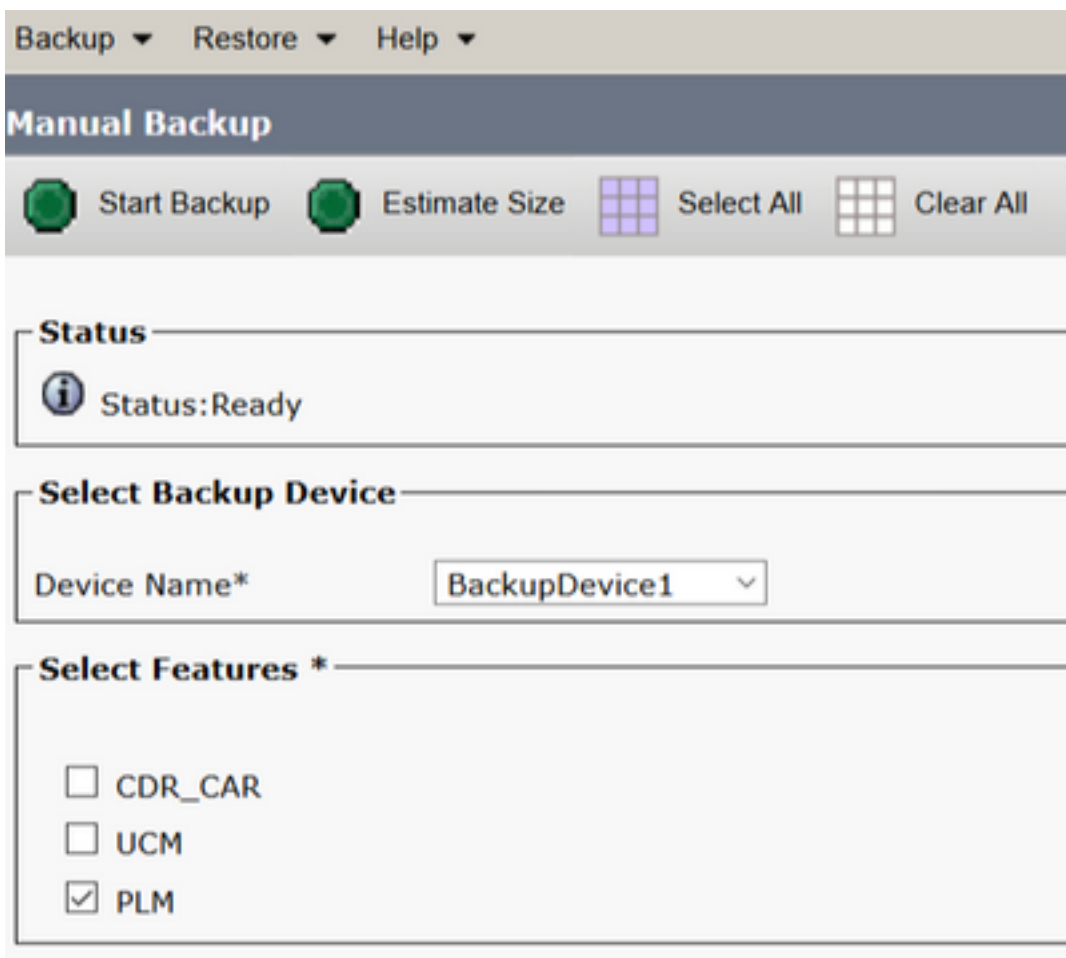 Backup Restore Help
Manual Backup
Start Backup Estimate Size Select All Clear All
Status
Status:Ready
Select Backup Device
Device Name* BackupDevice1
Select Features *
CDR_CAR
UCM
PLM